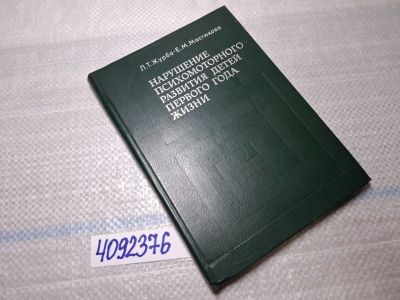 Л.Т.Журба · Е.М.Мастюкова
НАРУШЕНИЕ
ПСИХОМОТОРНОГО
РАЗВИТИЯ ДЕТЕЙ
ПЕРВОГО ГОДА
ЖИЗНИ
4092376